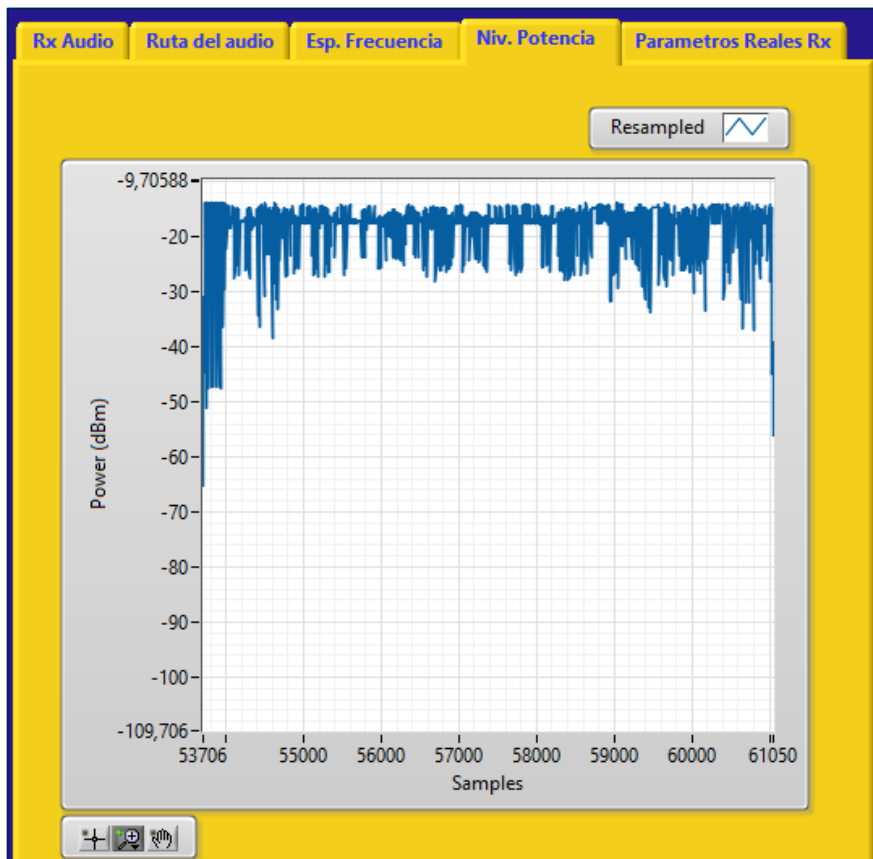 Rx Audio Ruta del audio Esp. Frecuencia Niv. Potencia Parametros Reales Rx
Resampled
-9,70588
-20
-30
-40
-50
-60
-70
-80
-90
-100
-109,706
Power (dBm)
53706 55000 56000 57000 58000 59000 60000 61050
Samples